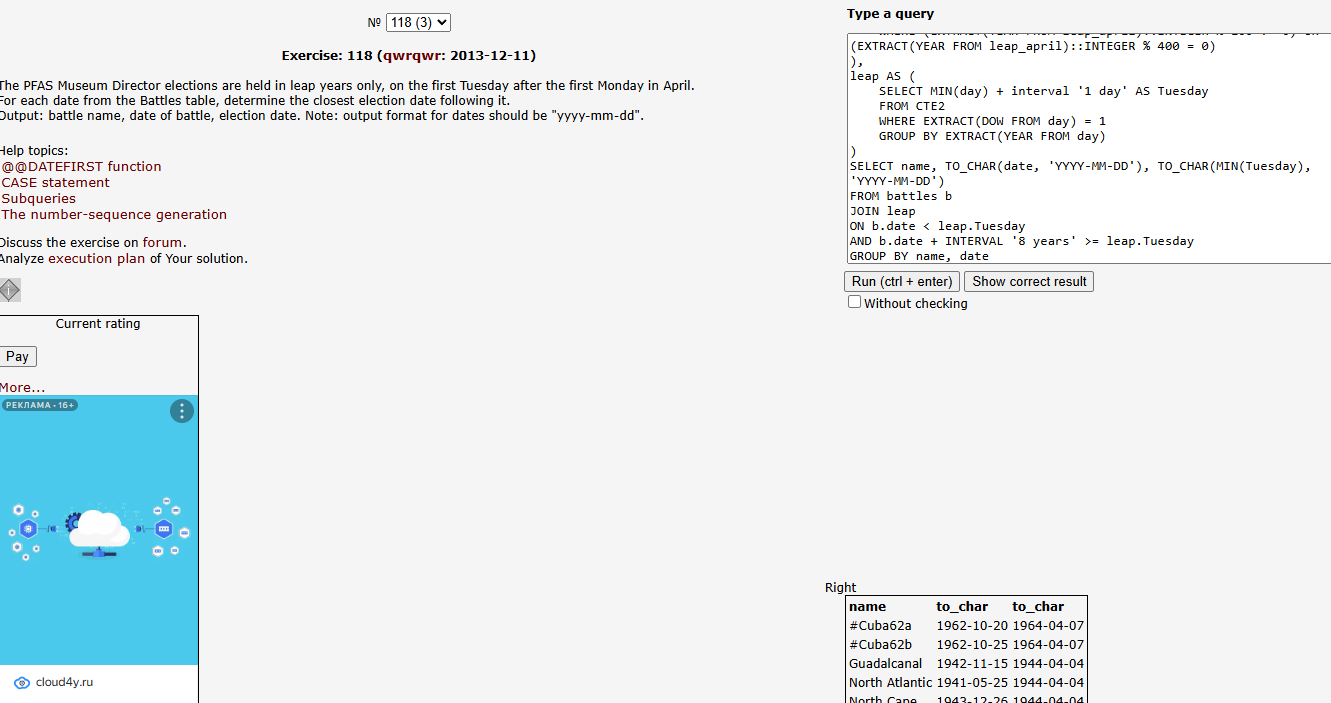 № 118 (3)
Exercise: 118 (qwrqwr: 2013-12-11)
The PFAS Museum Director elections are held in leap years only, on the first Tuesday after the first Monday in April.
For each date from the Battles table, determine the closest election date following it.
Output: battle name, date of battle, election date. Note: output format for dates should be "yyyy-mm-dd".
Help topics:
@@DATEFIRST function
CASE statement
Subqueries
The number-sequence generation
Discuss the exercise on forum.
Analyze execution plan of Your solution.
Current rating
Pay
More...
РЕКЛАМА • 16+
cloud4y.ru
Type a query
(EXTRACT(YEAR FROM leap_april)::INTEGER % 400 = 0)
),
leap AS (
SELECT MIN(day) + interval '1 day' AS Tuesday
FROM CTE2
WHERE EXTRACT(DOW FROM day) = 1
GROUP BY EXTRACT(YEAR FROM day)
)
SELECT name, TO_CHAR(date, 'YYYY-MM-DD'), TO_CHAR(MIN(Tuesday),
'YYYY-MM-DD')
FROM battles b
JOIN leap
ON b.date < leap.Tuesday
AND b.date + INTERVAL '8 years' >= leap.Tuesday
GROUP BY name, date
Run (ctrl + enter) Show correct result
Without checking
Right
name to_char to_char
#Cuba62a 1962-10-20 1964-04-07
#Cuba62b 1962-10-25 1964-04-07
Guadalcanal 1942-11-15 1944-04-04
North Atlantic 1941-05-25 1944-04-04
North Cape 1943-12-26 1944-04-04